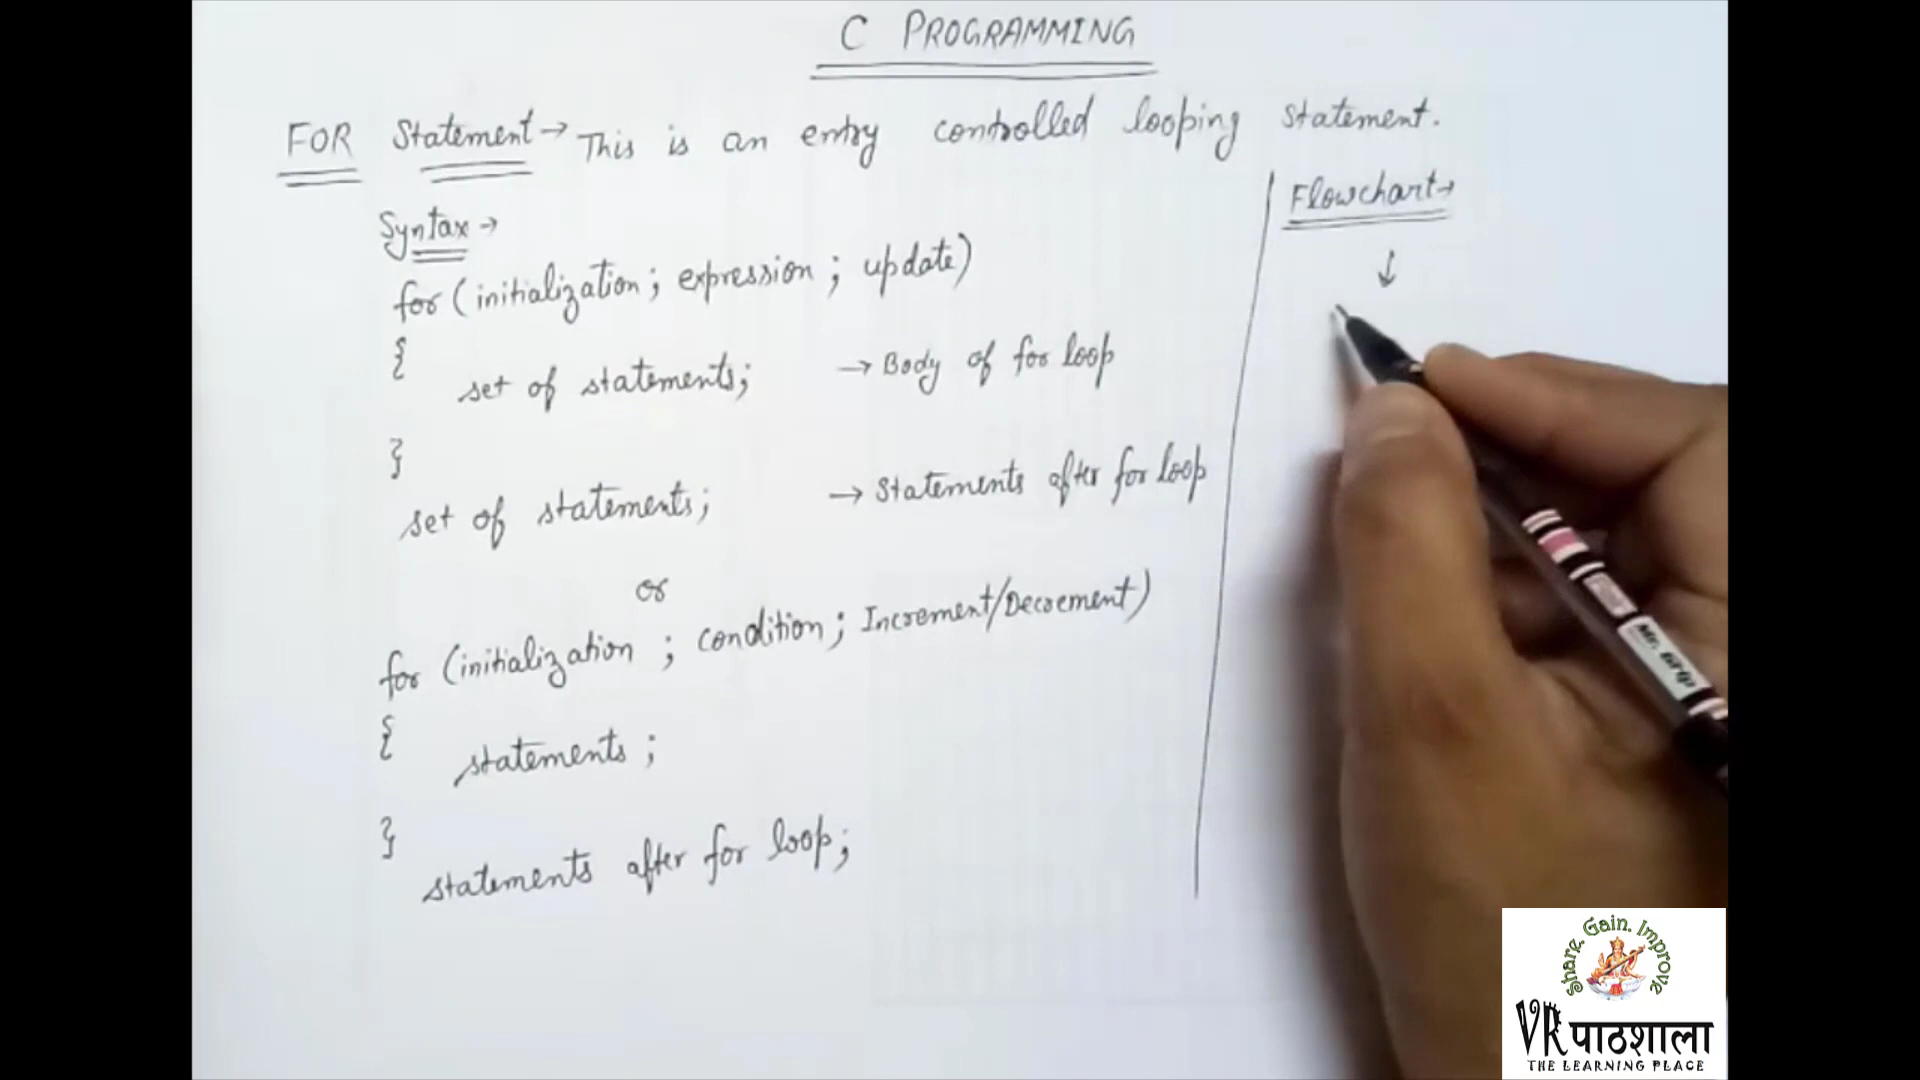 C PROGRAMMING
FOR Statement → This is an entry controlled looping statement.
Syntax →
for (initialization; expression; update)
{
set of statements; → Body of for loop
}
set of statements; → Statements after for loop
or
for (initialization; condition; Increment/Decrement)
{
statements;
}
statements after for loop;
Flowchart →
↓
Mr. Grip
Share. Gain. Improve
VR पाठशाला
THE LEARNING PLACE